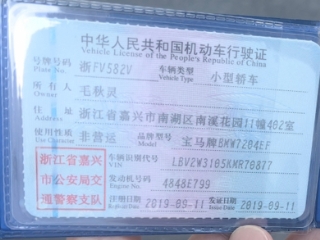 中华人民共和国机动车行驶证
Vehicle License of the People's Republic of China
号牌号码 浙FV582V 车辆类型 小型轿车
Plate No. Vehicle Type
所有人 毛秋灵
Owner
住址 浙江省嘉兴市南湖区南溪花园11幢402室
Address
使用性质 非营运 品牌型号 宝马牌BMW7204EF
Use Character Model
浙江省嘉兴市公安局交通警察支队
车辆识别代号 LBV2W3105KMR70877
VIN
发动机号码 4848E799
Engine No.
注册日期 2019-09-11 发证日期 2019-09-11
Register Date Issue Date